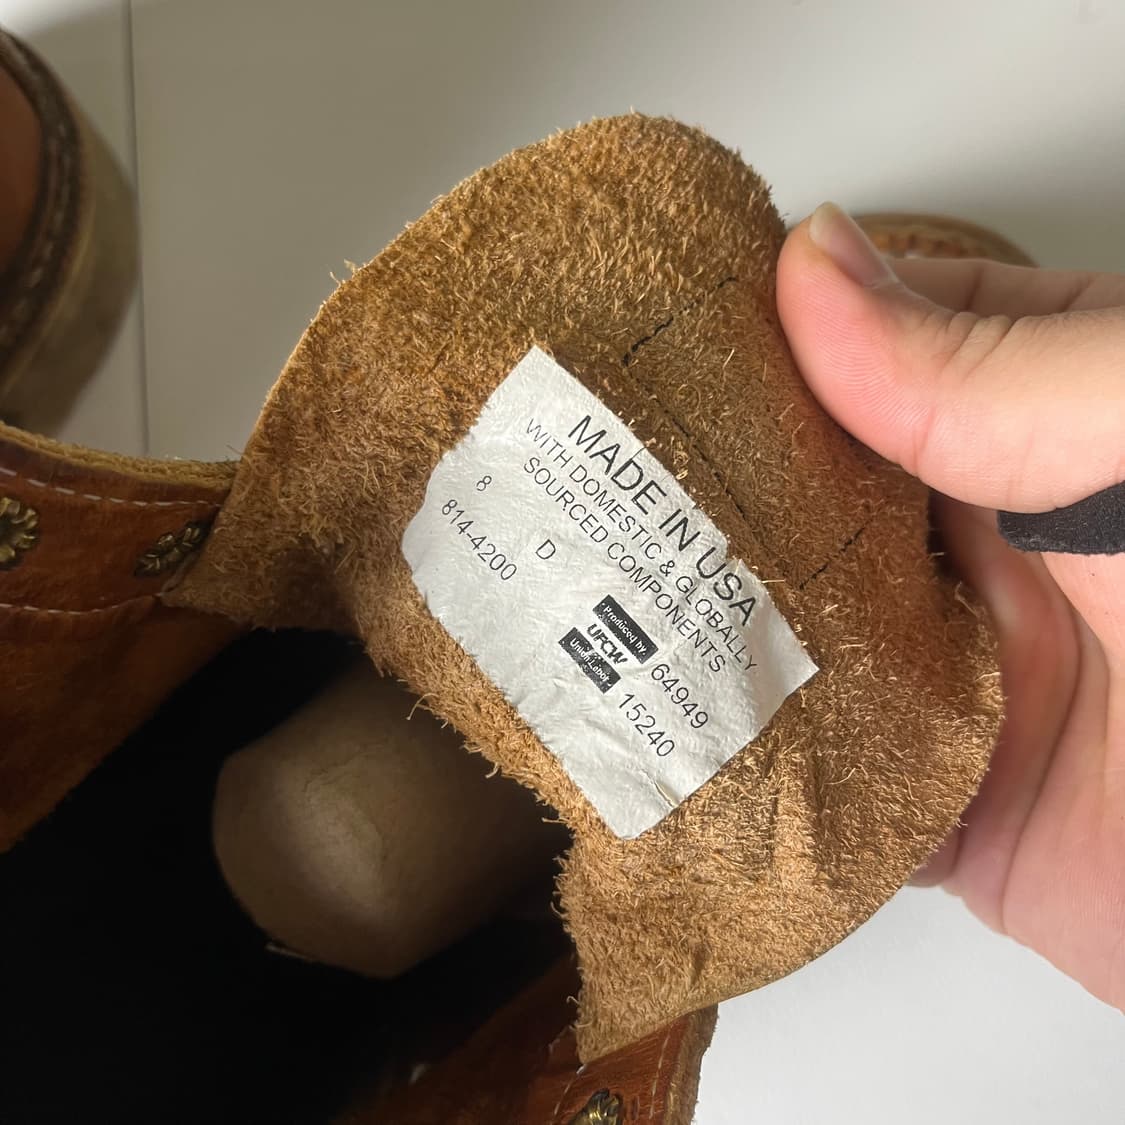 MADE IN USA
WITH DOMESTIC & GLOBALLY
SOURCED COMPONENTS
8 D 64949
814-4200 15240
Produced by
UFCW
Union Labor